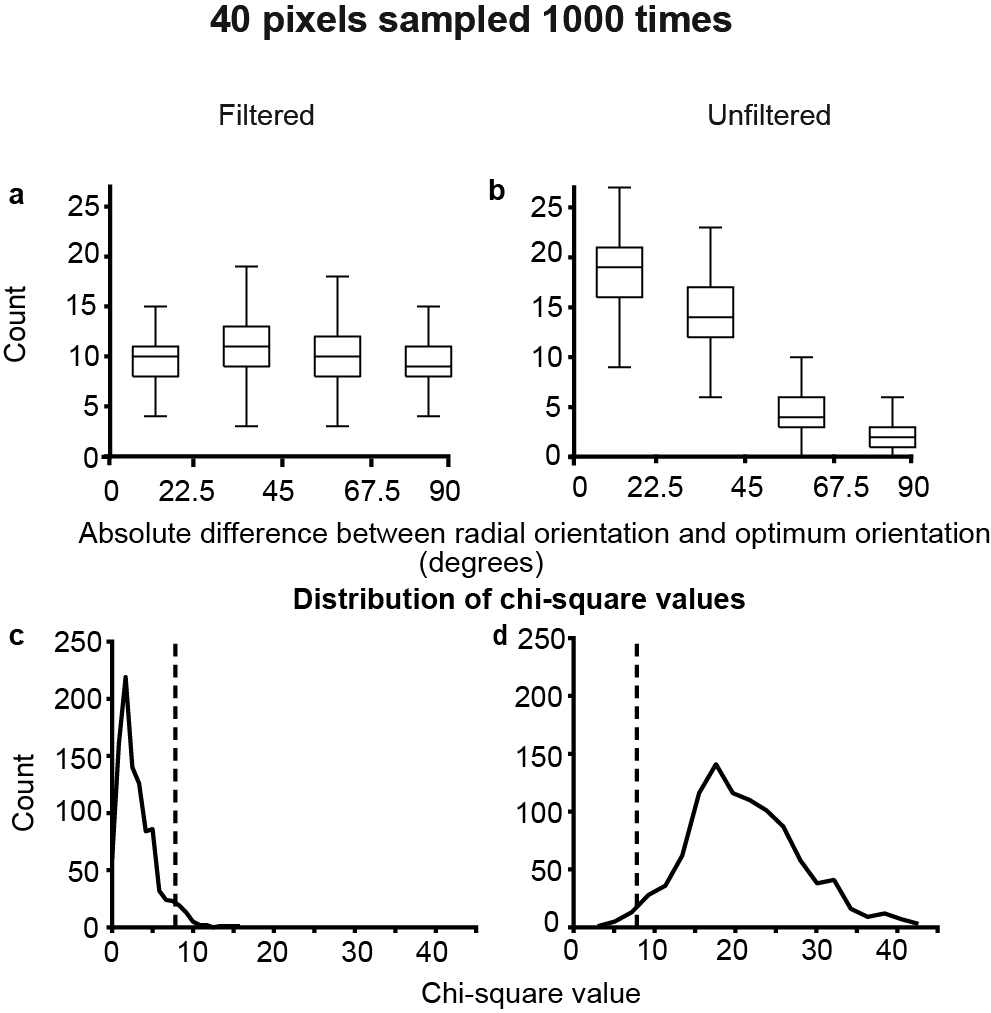 40 pixels sampled 1000 times
Filtered
Unfiltered
a
b
Count
25
20
15
10
5
0
0 22.5 45 67.5 90
25
20
15
10
5
0
0 22.5 45 67.5 90
Absolute difference between radial orientation and optimum orientation
(degrees)
Distribution of chi-square values
c
d
Count
250
200
150
100
50
0
0 10 20 30 40
250
200
150
100
50
0
0 10 20 30 40
Chi-square value